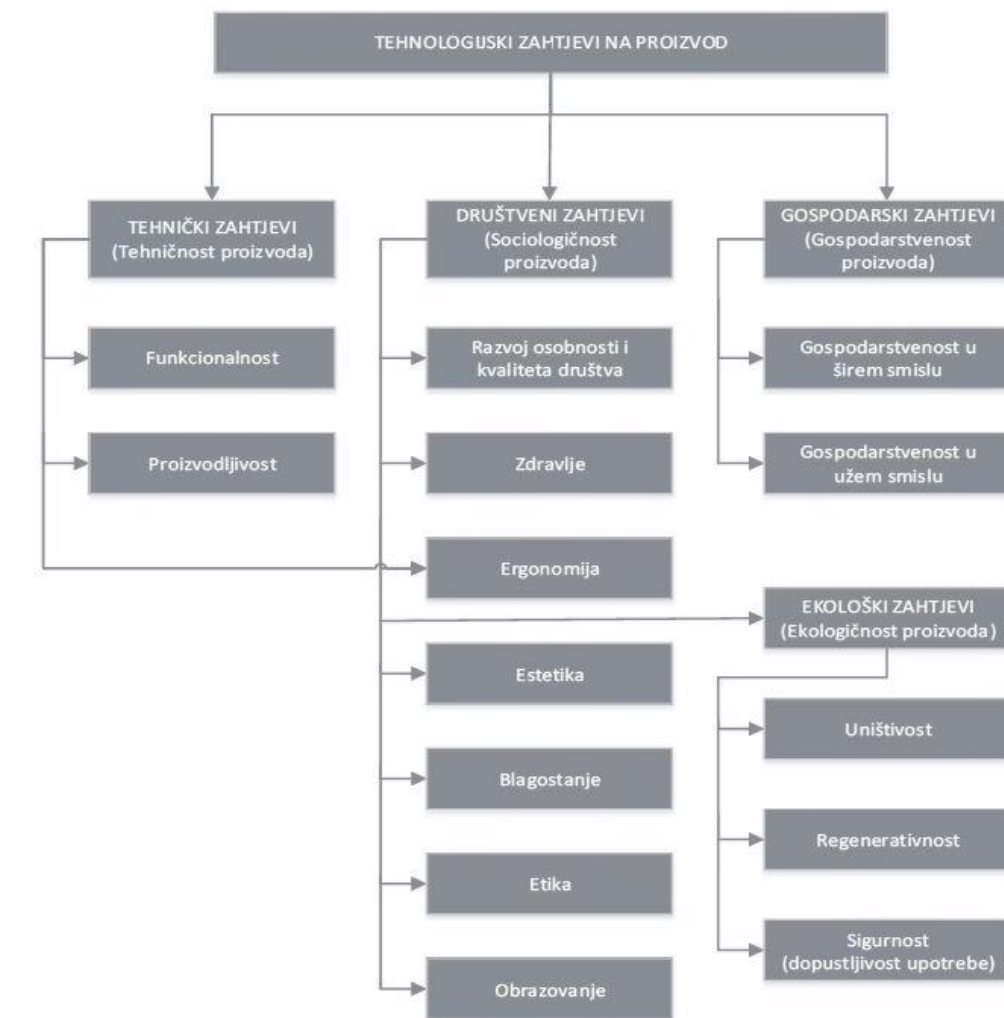 TEHNOLOGIJSKI ZAHTJEVI NA PROIZVOD
TEHNIČKI ZAHTJEVI
(Tehničnost proizvoda)
Funkcionalnost
Proizvodljivost
DRUŠTVENI ZAHTJEVI
(Sociologičnost
proizvoda)
Razvoj osobnosti i
kvaliteta društva
Zdravlje
Ergonomija
Estetika
Blagostanje
Etika
Obrazovanje
GOSPODARSKI ZAHTJEVI
(Gospodarstvenost
proizvoda)
Gospodarstvenost u
širem smislu
Gospodarstvenost u
užem smislu
EKOLOŠKI ZAHTJEVI
(Ekologičnost proizvoda)
Uništivost
Regenerativnost
Sigurnost
(dopustljivost upotrebe)